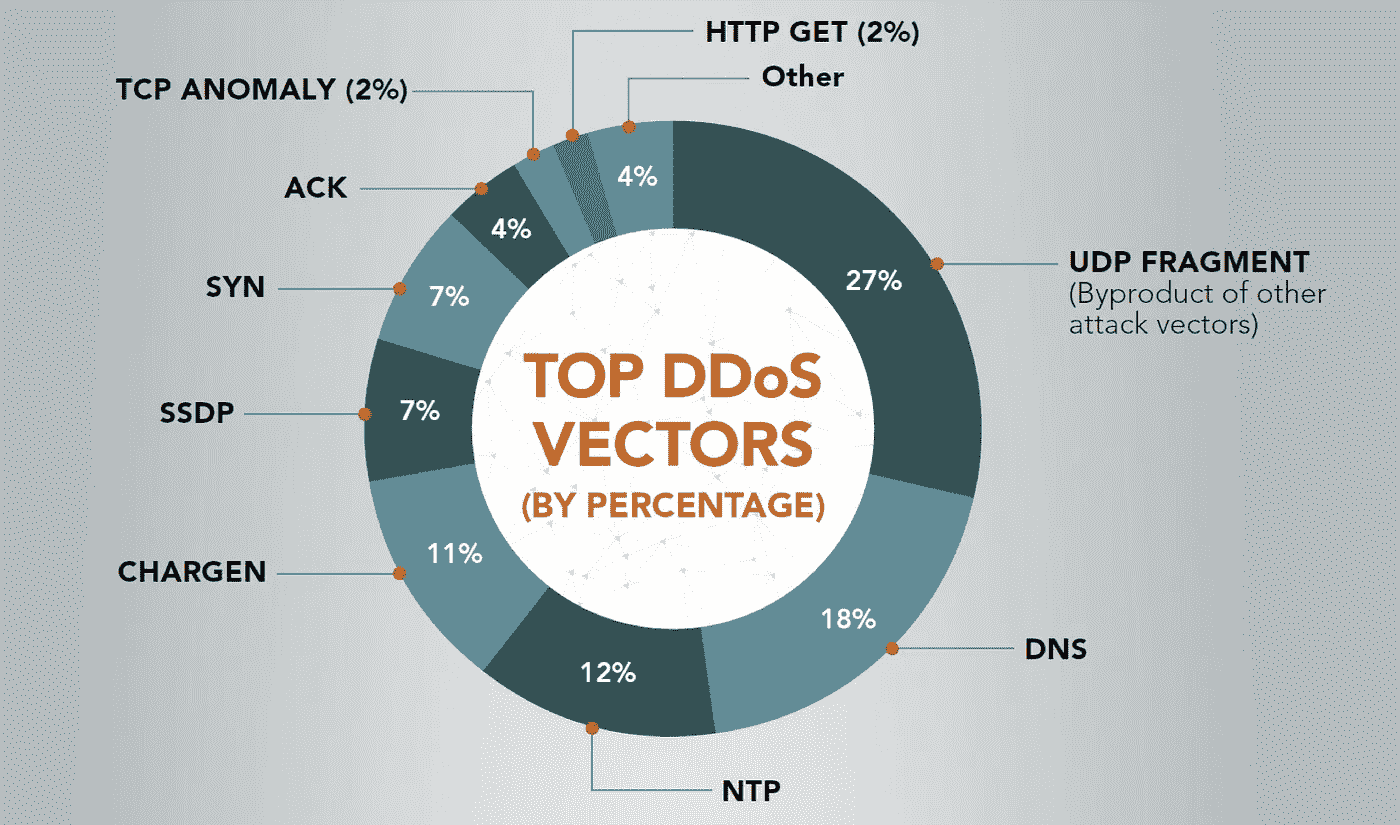 HTTP GET (2%)
Other
TCP ANOMALY (2%)
ACK
4%
4%
SYN
7%
27%
UDP FRAGMENT
(Byproduct of other
attack vectors)
TOP DDoS
VECTORS
(BY PERCENTAGE)
SSDP
7%
CHARGEN
11%
18%
DNS
12%
NTP